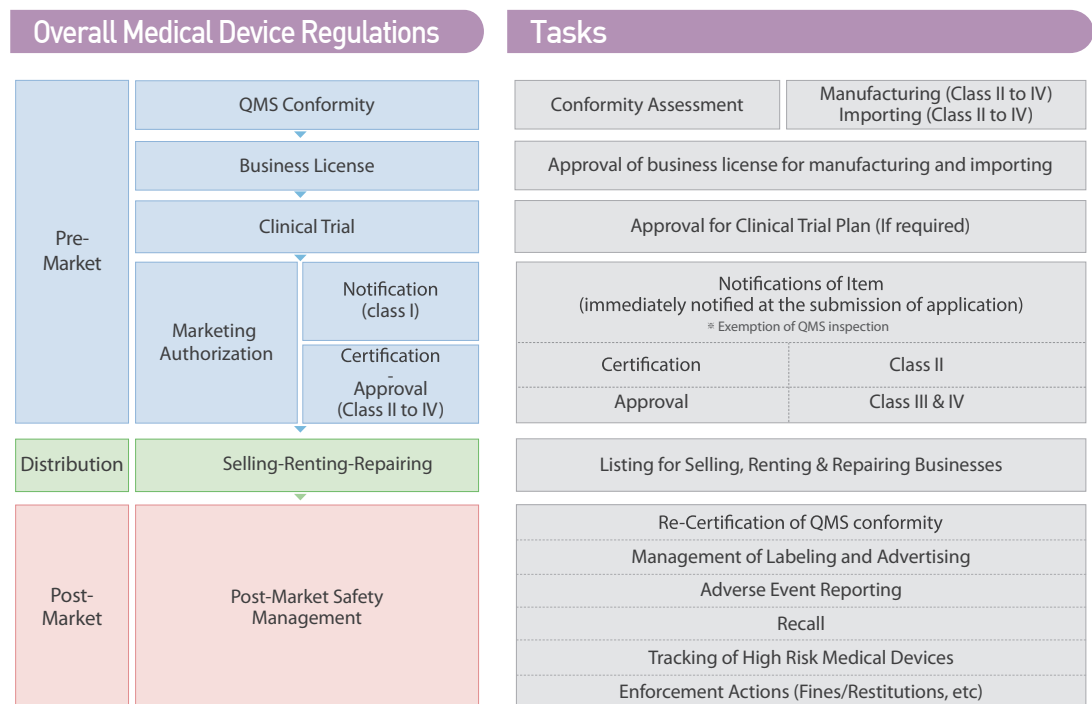 Overall Medical Device Regulations
Tasks
Pre-
Market
QMS Conformity
Conformity Assessment
Manufacturing (Class II to IV)
Importing (Class II to IV)
Business License
Approval of business license for manufacturing and importing
Clinical Trial
Approval for Clinical Trial Plan (If required)
Marketing
Authorization
Notification
(class I)
Certification
-
Approval
(Class II to IV)
Notifications of Item
(immediately notified at the submission of application)
※ Exemption of QMS inspection
Certification
Class II
Approval
Class III & IV
Distribution
Selling-Renting-Repairing
Listing for Selling, Renting & Repairing Businesses
Post-
Market
Post-Market Safety
Management
Re-Certification of QMS conformity
Management of Labeling and Advertising
Adverse Event Reporting
Recall
Tracking of High Risk Medical Devices
Enforcement Actions (Fines/Restitutions, etc)